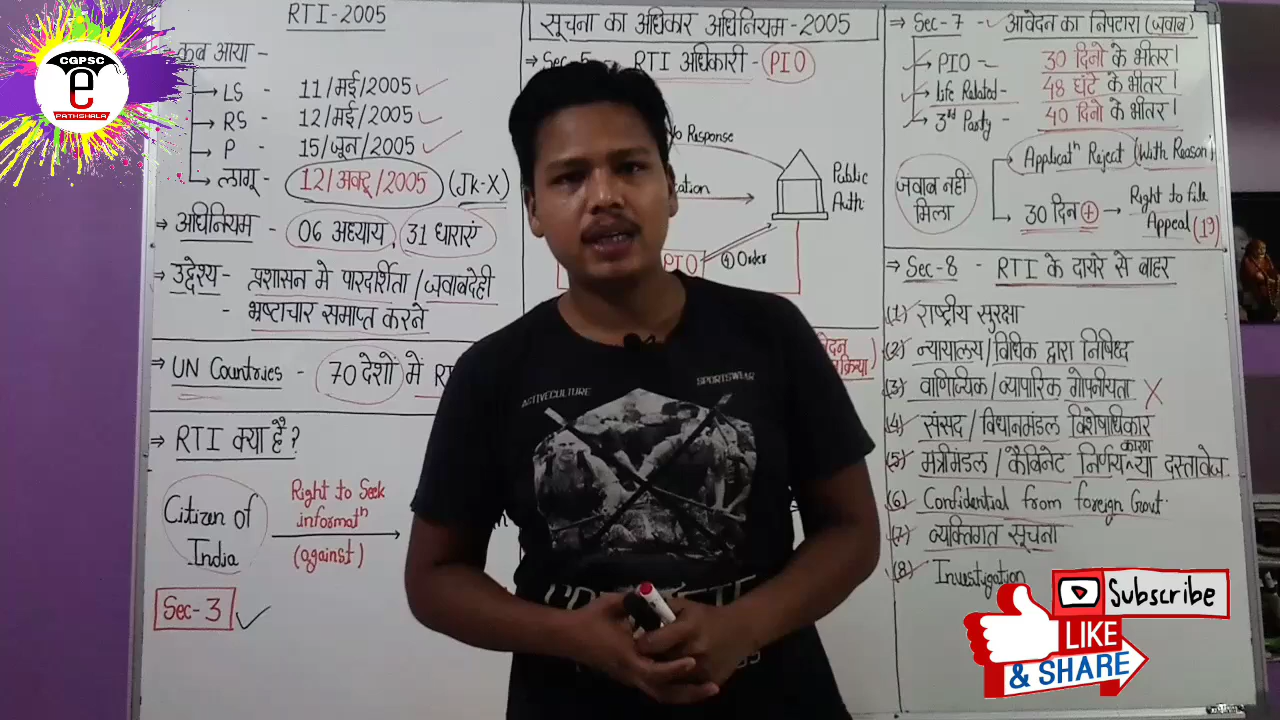 CGPSC
e
PATHSHALA
RTI-2005
कब आया -
LS - 11/मई/2005
RS - 12/मई/2005
P - 15/जून/2005
लागू - 12/अक्टू/2005 (JK-X)
अधिनियम - 06 अध्याय, 31 धाराएं
उद्देश्य - प्रशासन मे पारदर्शिता/जवाबदेही
- भ्रष्टाचार समाप्त करने
UN Countries - 70 देशों में
RTI क्या है?
Citizen of India
Right to Seek
informatn
(against)
Sec-3
सूचना का अधिकार अधिनियम-2005
Sec-5 - RTI अधिकारी - PIO
No Response
Public
Auth:
PIO
④ Order
Sec-7 - आवेदन का निपटारा (जवाब)
PIO - 30 दिनो के भीतर।
Life Related- 48 घंटे के भीतर।
3rd Party - 40 दिनो के भीतर।
जवाब नहीं मिला
Applicatn Reject (With Reason)
30 दिन + → Right to file
Appeal (19)
Sec-8 - RTI के दायरे से बाहर
(1) राष्ट्रीय सुरक्षा
(2) न्यायालय/विधिक द्वारा निषिध्द
(3) वाणिज्यिक/व्यापारिक गोपनीयता X
(4) संसद/विधानमंडल विशेषाधिकार
(5) मंत्रीमंडल/कैबिनेट निर्णय कारण या दस्तावेज
(6) Confidential from foreign Govt.
(7) व्यक्तिगत सूचना
(8) Investigation
ACTIVECULTURE
SPORTSWEAR
Subscribe
LIKE
& SHARE